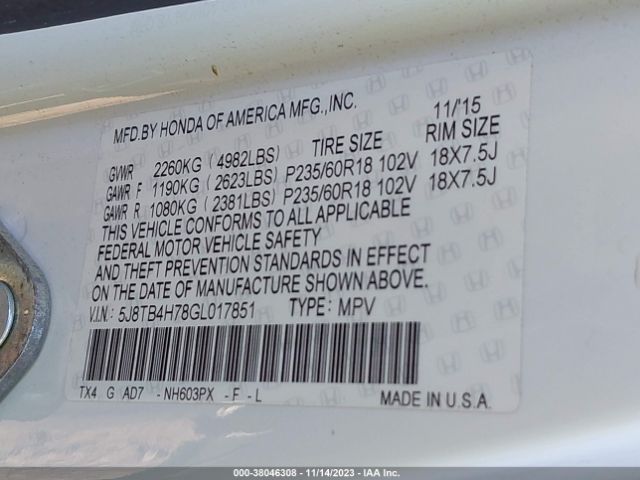 MFD.BY HONDA OF AMERICA MFG.,INC. 11/'15
TIRE SIZE RIM SIZE
GVWR 2260KG (4982LBS)
GAWR F 1190KG (2623LBS) P235/60R18 102V 18X7.5J
GAWR R 1080KG (2381LBS) P235/60R18 102V 18X7.5J
THIS VEHICLE CONFORMS TO ALL APPLICABLE
FEDERAL MOTOR VEHICLE SAFETY
AND THEFT PREVENTION STANDARDS IN EFFECT
ON THE DATE OF MANUFACTURE SHOWN ABOVE.
V.I.N: 5J8TB4H78GL017851 TYPE: MPV
TX4 G AD7 -NH603PX -F-L MADE IN U.S.A.
000-38046308 - 11/14/2023 - IAA Inc.